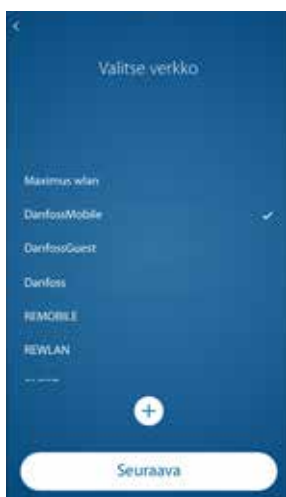 Valitse verkko
Maximus wlan
DanfossMobile
DanfossGuest
Danfoss
REMOBILE
REWLAN
Seuraava